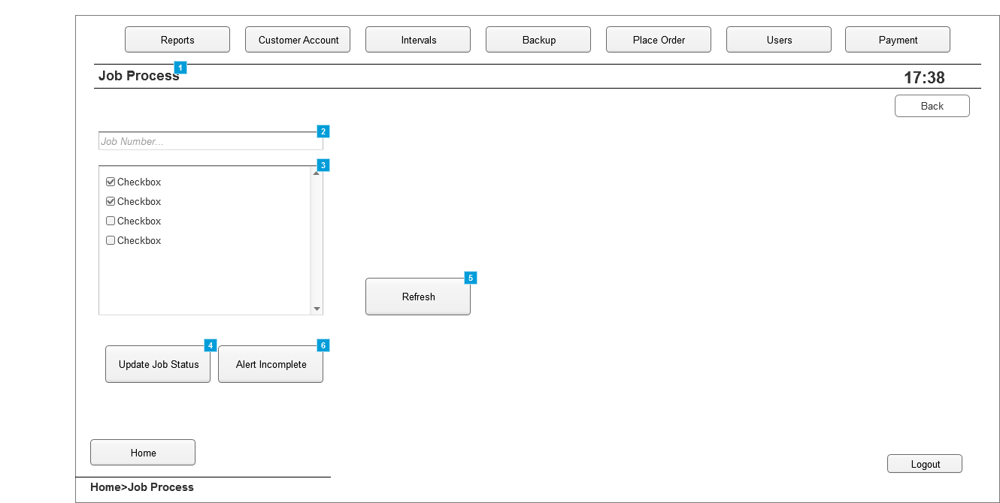 Reports Customer Account Intervals Backup Place Order Users Payment
1
Job Process 17:38
Back
2
Job Number...
3
Checkbox
Checkbox
Checkbox
Checkbox
5
Refresh
4 6
Update Job Status Alert Incomplete
Home
Logout
Home>Job Process